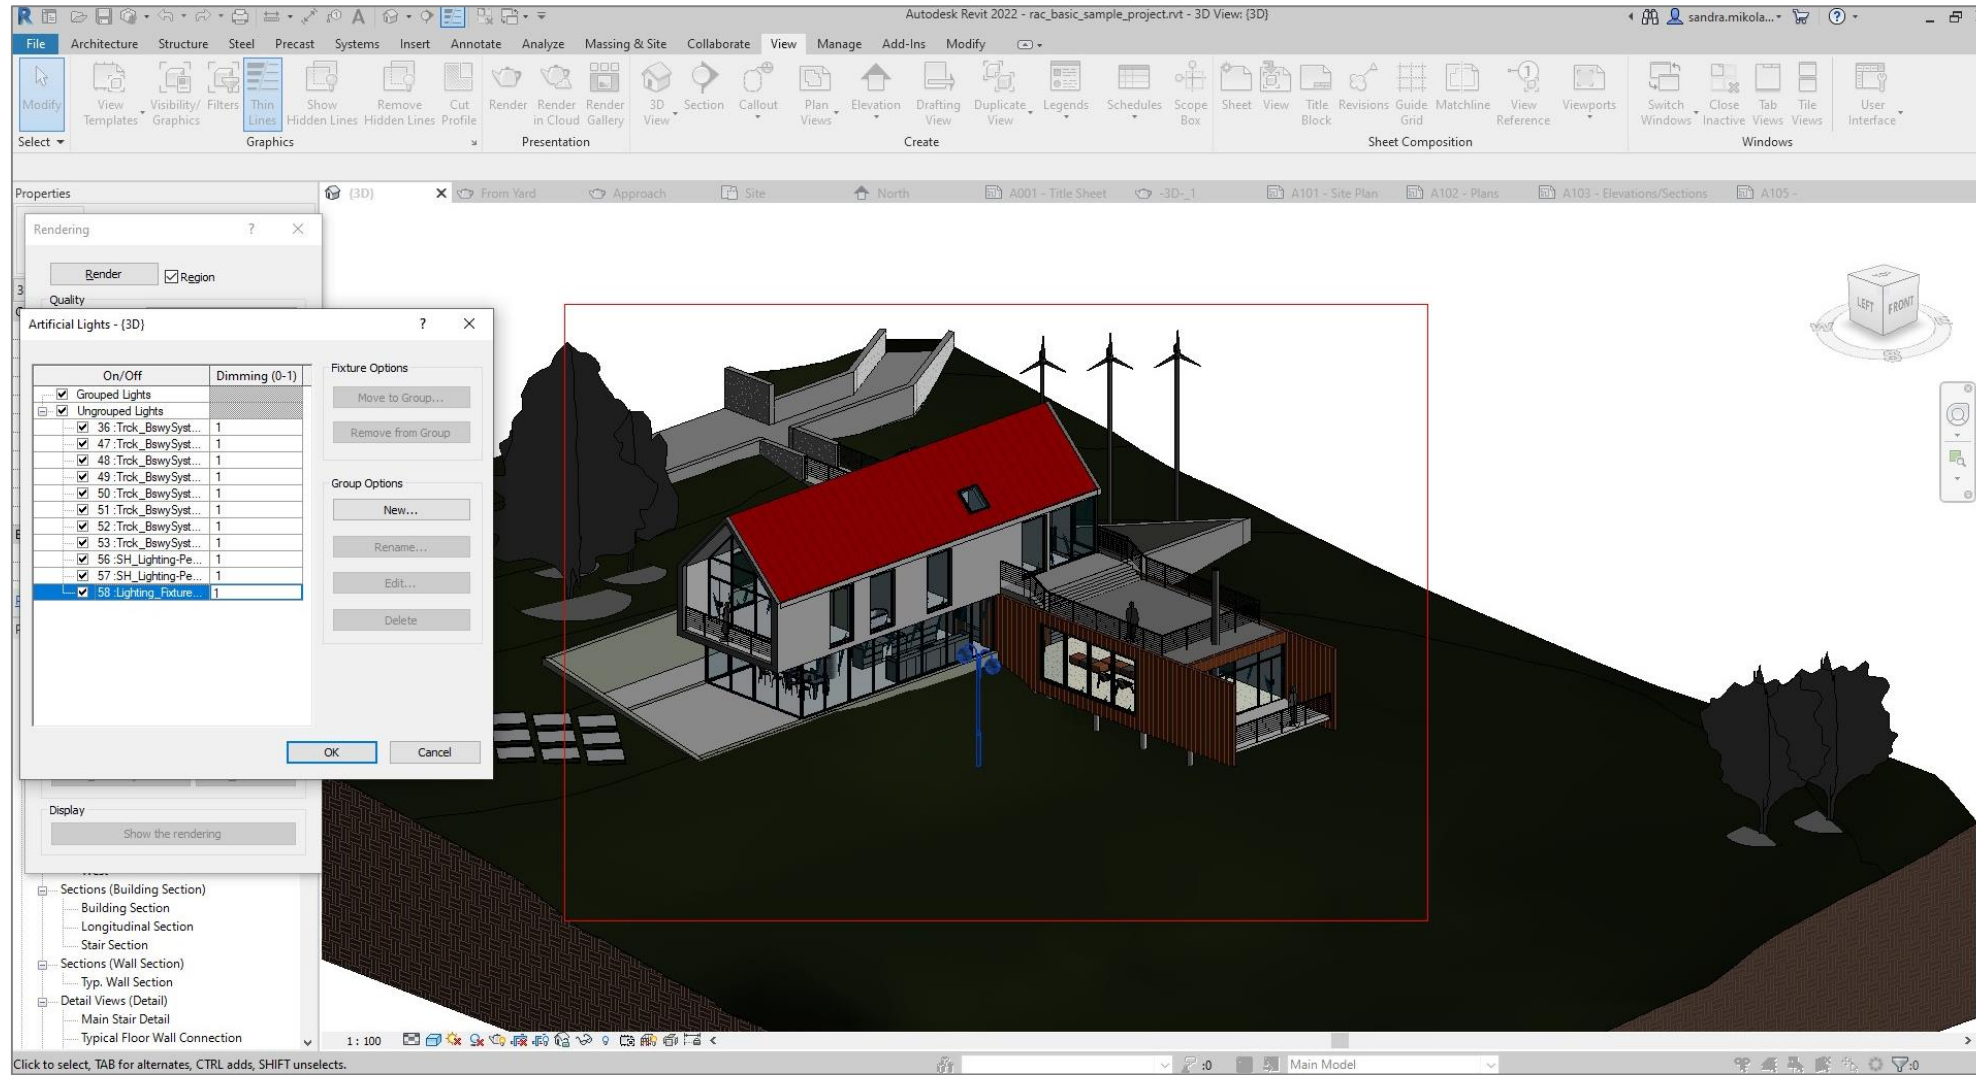 Autodesk Revit 2022 - rac_basic_sample_project.rvt - 3D View: {3D}
sandra.mikola...
File Architecture Structure Steel Precast Systems Insert Annotate Analyze Massing & Site Collaborate View Manage Add-Ins Modify
Modify View Templates Visibility/ Graphics Filters Thin Lines Show Hidden Lines Remove Hidden Lines Cut Profile Render Render in Cloud Render Gallery 3D View Section Callout Plan Views Elevation Drafting View Duplicate View Legends Schedules Scope Box Sheet View Title Block Revisions Guide Grid Matchline View Reference Viewports Switch Windows Close Inactive Tab Views Tile Views User Interface
Select Graphics Presentation Create Sheet Composition Windows
Properties
{3D} From Yard Approach Site North A001 - Title Sheet -3D-_1 A101 - Site Plan A102 - Plans A103 - Elevations/Sections A105 -
Rendering ?
Render Region
Quality
Artificial Lights - {3D} ?
On/Off Dimming (0-1)
Grouped Lights
Ungrouped Lights
36 :Trck_BswySyst... 1
47 :Trck_BswySyst... 1
48 :Trck_BswySyst... 1
49 :Trck_BswySyst... 1
50 :Trck_BswySyst... 1
51 :Trck_BswySyst... 1
52 :Trck_BswySyst... 1
53 :Trck_BswySyst... 1
56 :SH_Lighting-Pe... 1
57 :SH_Lighting-Pe... 1
58 :Lighting_Fixture... 1
Fixture Options
Move to Group...
Remove from Group
Group Options
New...
Rename...
Edit...
Delete
OK Cancel
Display
Show the rendering
LEFT FRONT
Sections (Building Section)
Building Section
Longitudinal Section
Stair Section
Sections (Wall Section)
Typ. Wall Section
Detail Views (Detail)
Main Stair Detail
Typical Floor Wall Connection
1 : 100
Click to select, TAB for alternates, CTRL adds, SHIFT unselects.
:0 Main Model :0